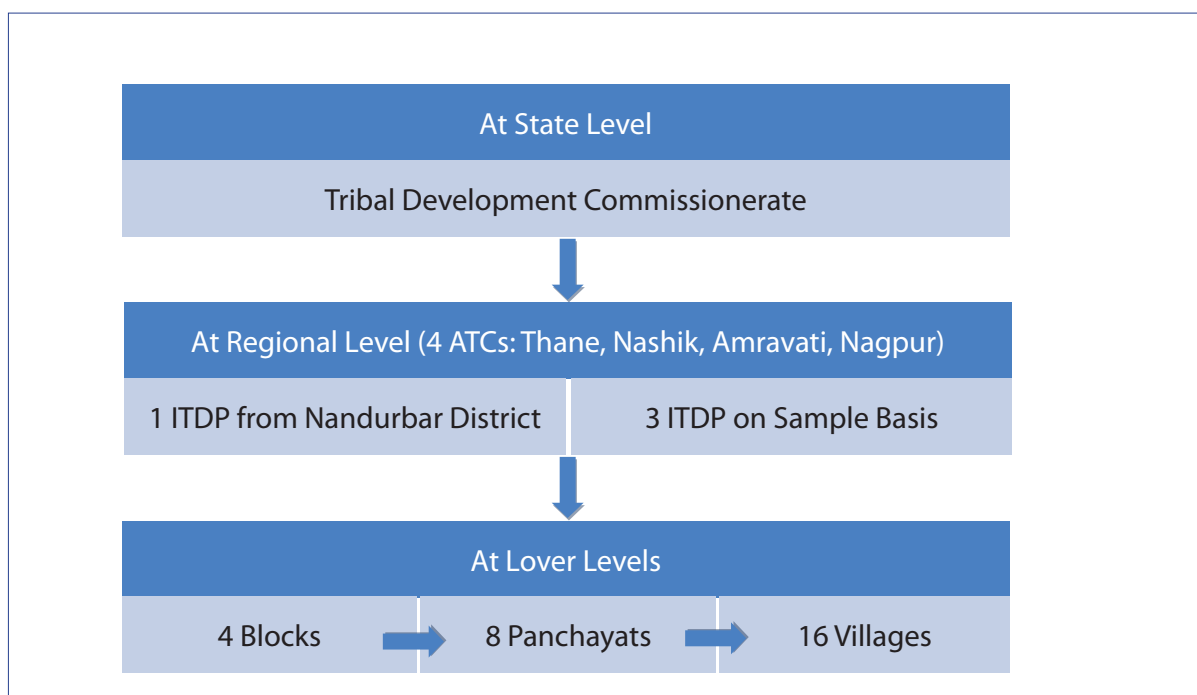 At State Level
Tribal Development Commissionerate
At Regional Level (4 ATCs: Thane, Nashik, Amravati, Nagpur)
1 ITDP from Nandurbar District
3 ITDP on Sample Basis
At Lover Levels
4 Blocks
8 Panchayats
16 Villages